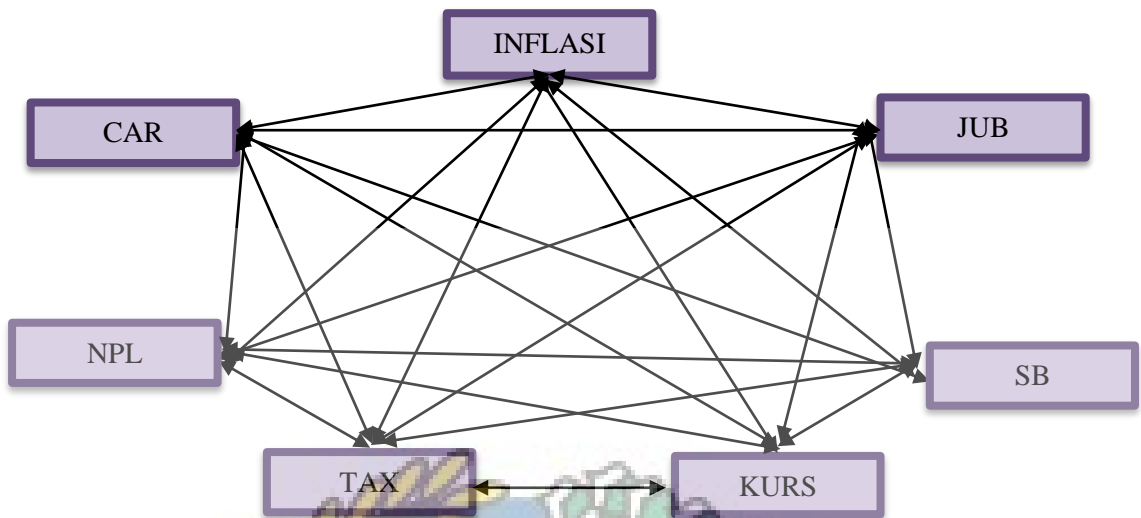 INFLASI
CAR
JUB
NPL
SB
TAX
KURS